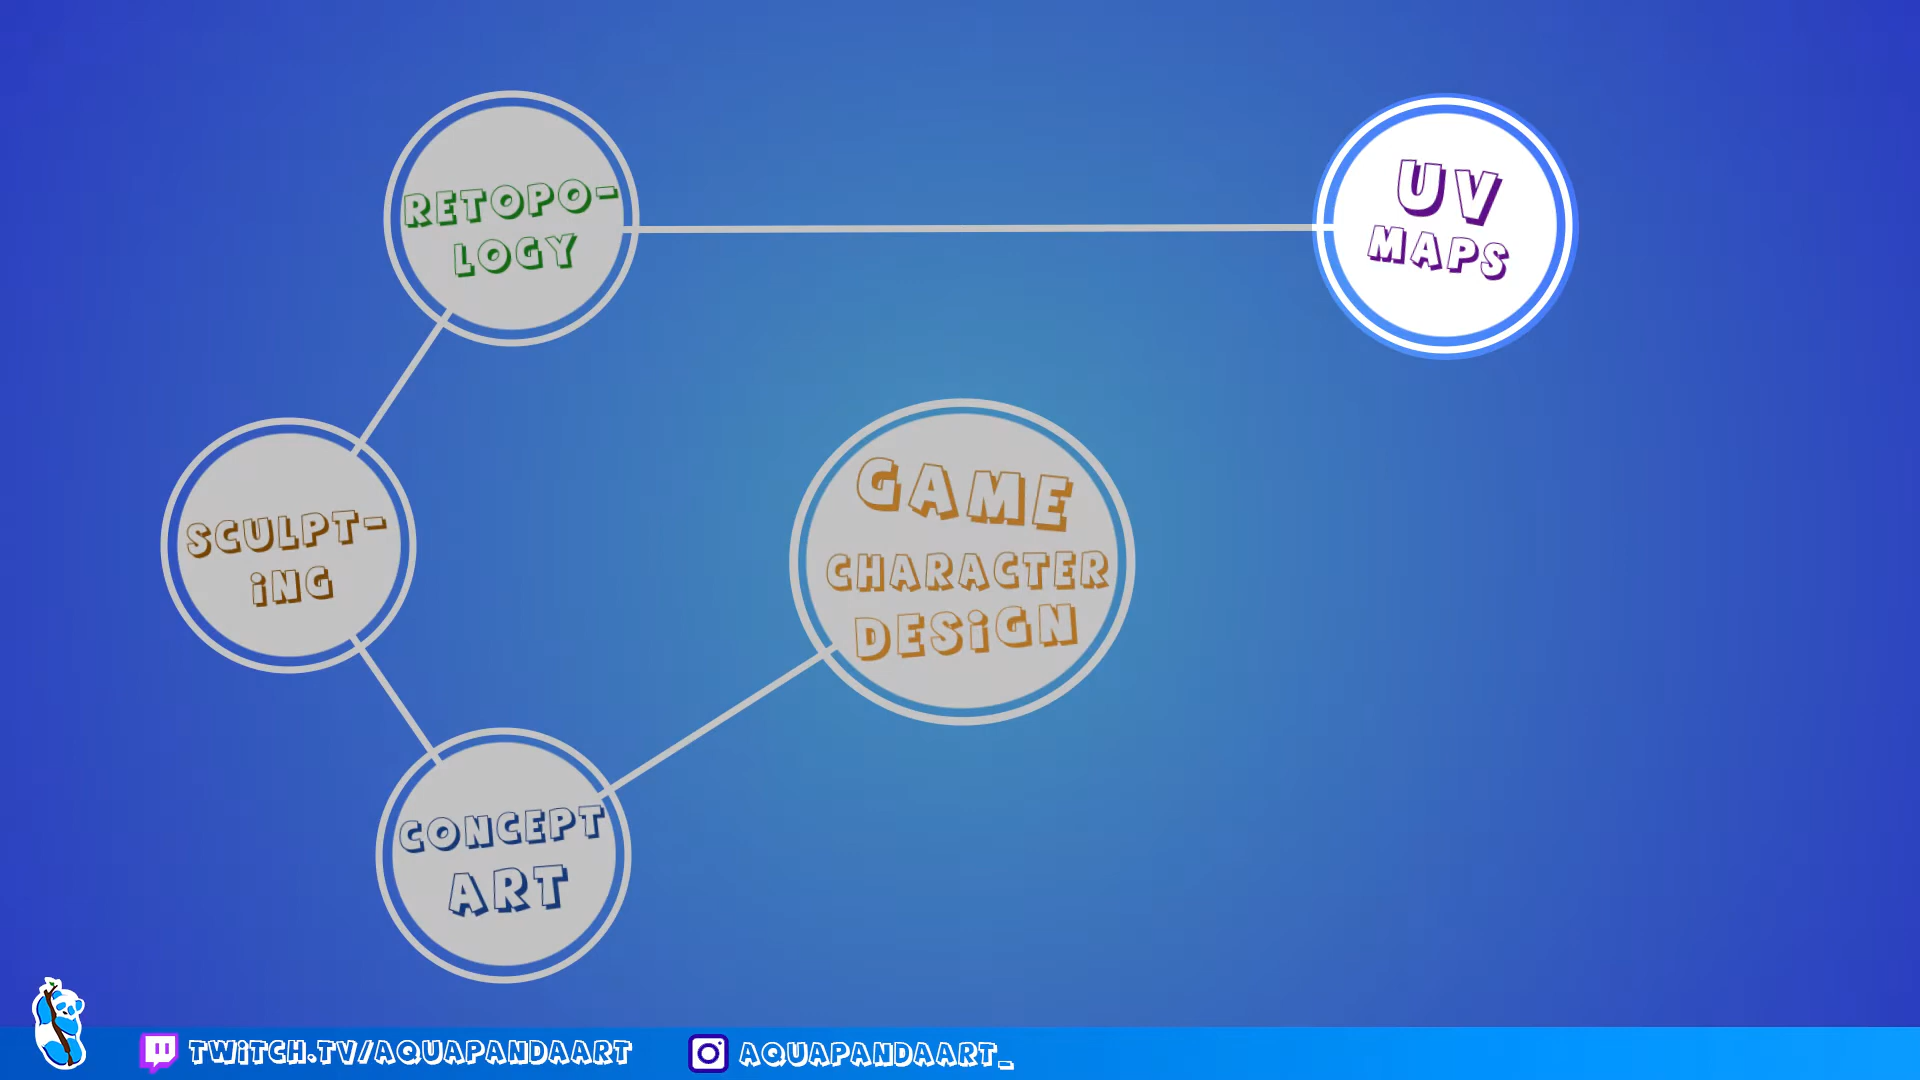 RETOPO-
LOGY
UV
MAPS
SCULPT-
iNG
GAME
CHARACTER
DESiGN
CONCEPT
ART
TWiTCH.TV/AQUAPANDAART
AQUAPANDAART_